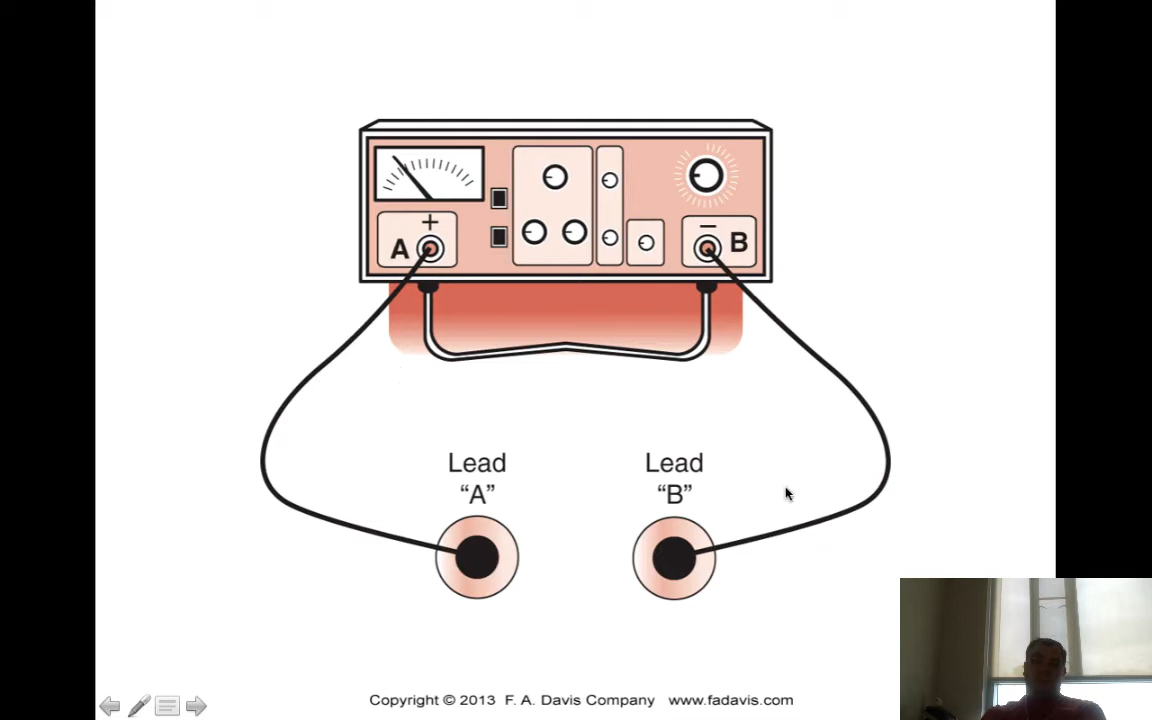 +
A
−
B
Lead
“A”
Lead
“B”
Copyright © 2013 F. A. Davis Company www.fadavis.com